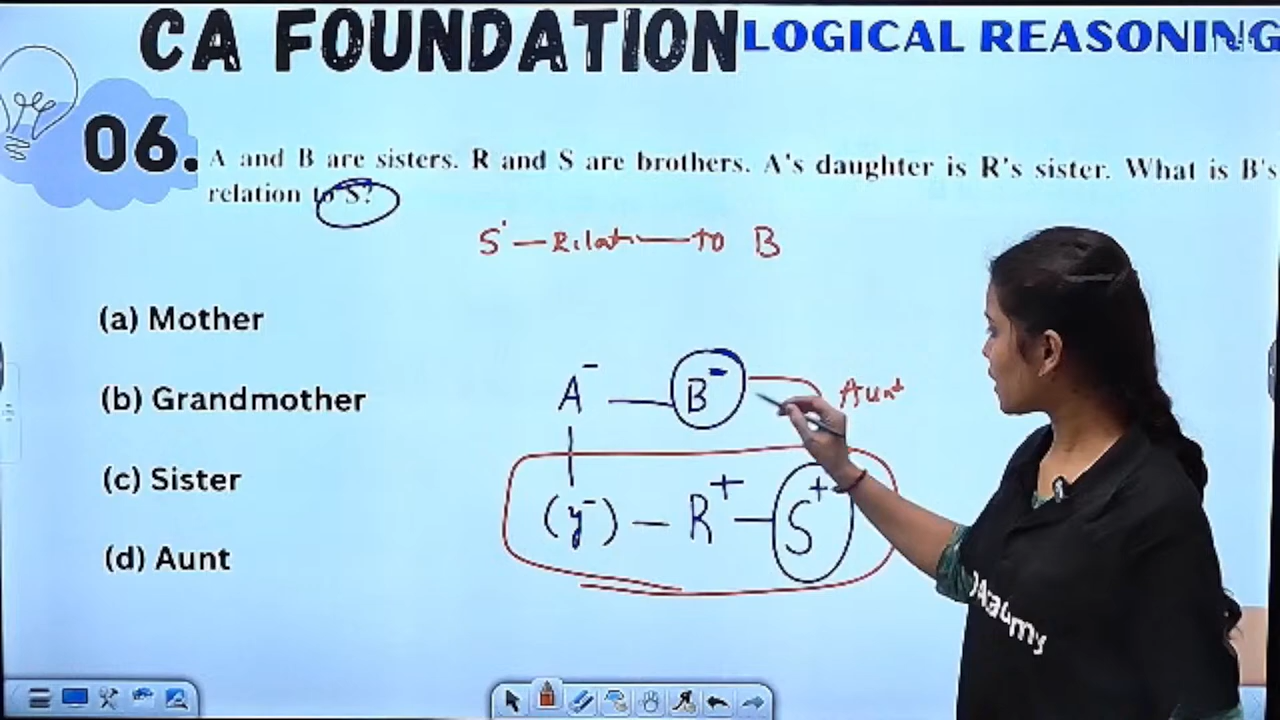 CA FOUNDATION LOGICAL REASONING
06. A and B are sisters. R and S are brothers. A's daughter is R's sister. What is B's
relation to S?
S – Relati – to B
(a) Mother
(b) Grandmother
(c) Sister
(d) Aunt
A⁻ — B⁻ Aunt
(y⁻) — R⁺ — S⁺